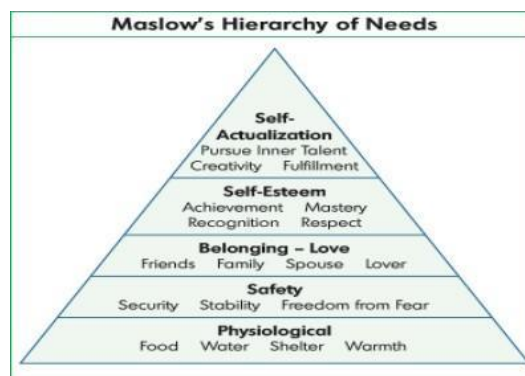 Maslow's Hierarchy of Needs
Self-
Actualization
Pursue Inner Talent
Creativity Fulfillment
Self-Esteem
Achievement Mastery
Recognition Respect
Belonging – Love
Friends Family Spouse Lover
Safety
Security Stability Freedom from Fear
Physiological
Food Water Shelter Warmth